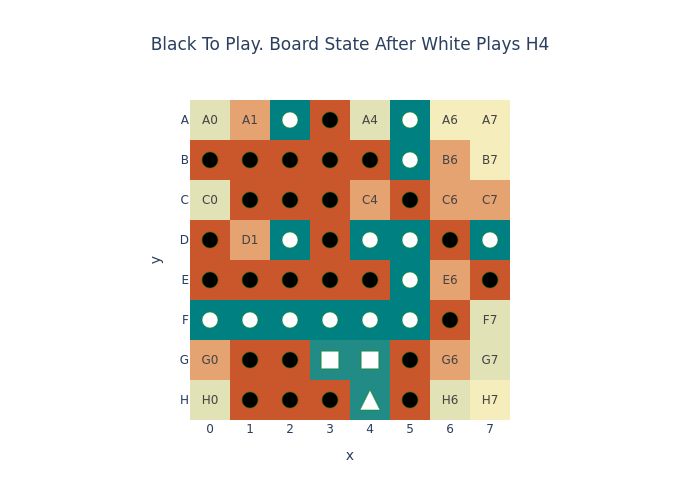 Black To Play. Board State After White Plays H4
A A0 A1 A4 A6 A7
B B6 B7
C C0 C4 C6 C7
D D1
E E6
F F7
G G0 G6 G7
H H0 H6 H7
0 1 2 3 4 5 6 7
x
y